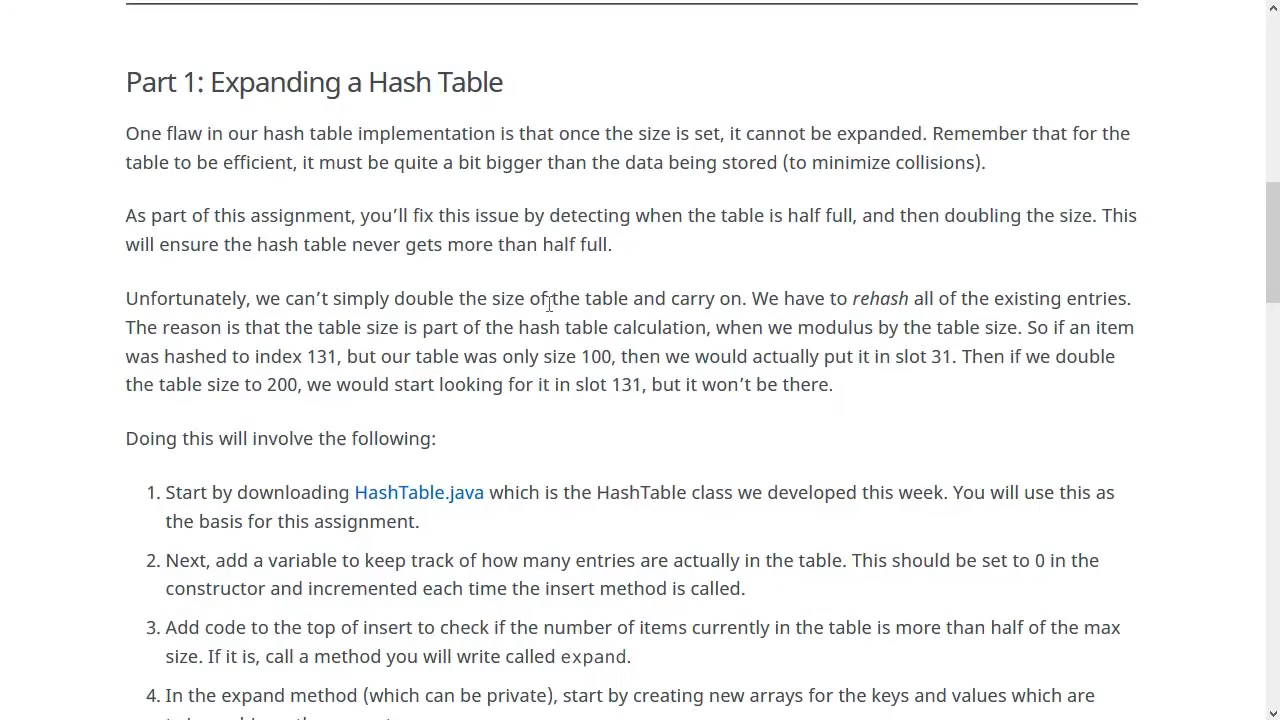 Part 1: Expanding a Hash Table
One flaw in our hash table implementation is that once the size is set, it cannot be expanded. Remember that for the
table to be efficient, it must be quite a bit bigger than the data being stored (to minimize collisions).
As part of this assignment, you’ll fix this issue by detecting when the table is half full, and then doubling the size. This
will ensure the hash table never gets more than half full.
Unfortunately, we can’t simply double the size of the table and carry on. We have to rehash all of the existing entries.
The reason is that the table size is part of the hash table calculation, when we modulus by the table size. So if an item
was hashed to index 131, but our table was only size 100, then we would actually put it in slot 31. Then if we double
the table size to 200, we would start looking for it in slot 131, but it won’t be there.
Doing this will involve the following:
1. Start by downloading HashTable.java which is the HashTable class we developed this week. You will use this as
the basis for this assignment.
2. Next, add a variable to keep track of how many entries are actually in the table. This should be set to 0 in the
constructor and incremented each time the insert method is called.
3. Add code to the top of insert to check if the number of items currently in the table is more than half of the max
size. If it is, call a method you will write called expand.
4. In the expand method (which can be private), start by creating new arrays for the keys and values which are